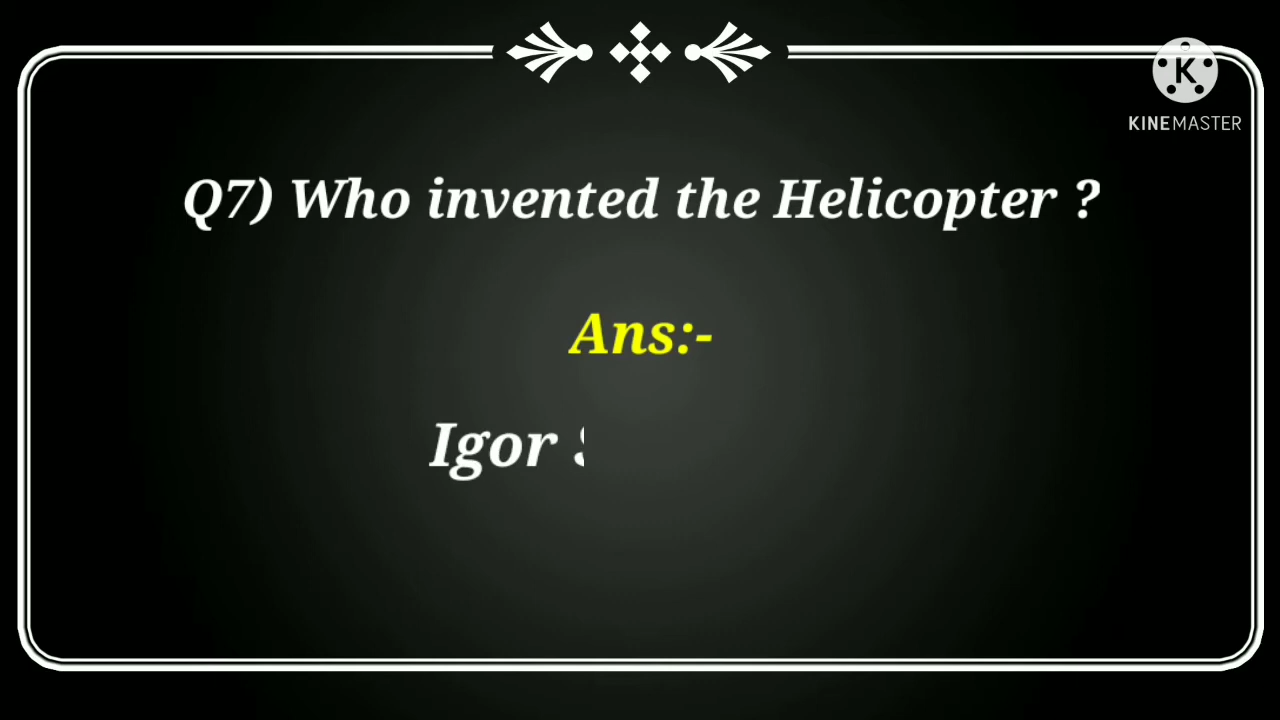 KINEMASTER
Q7) Who invented the Helicopter ?
Ans:-
Igor